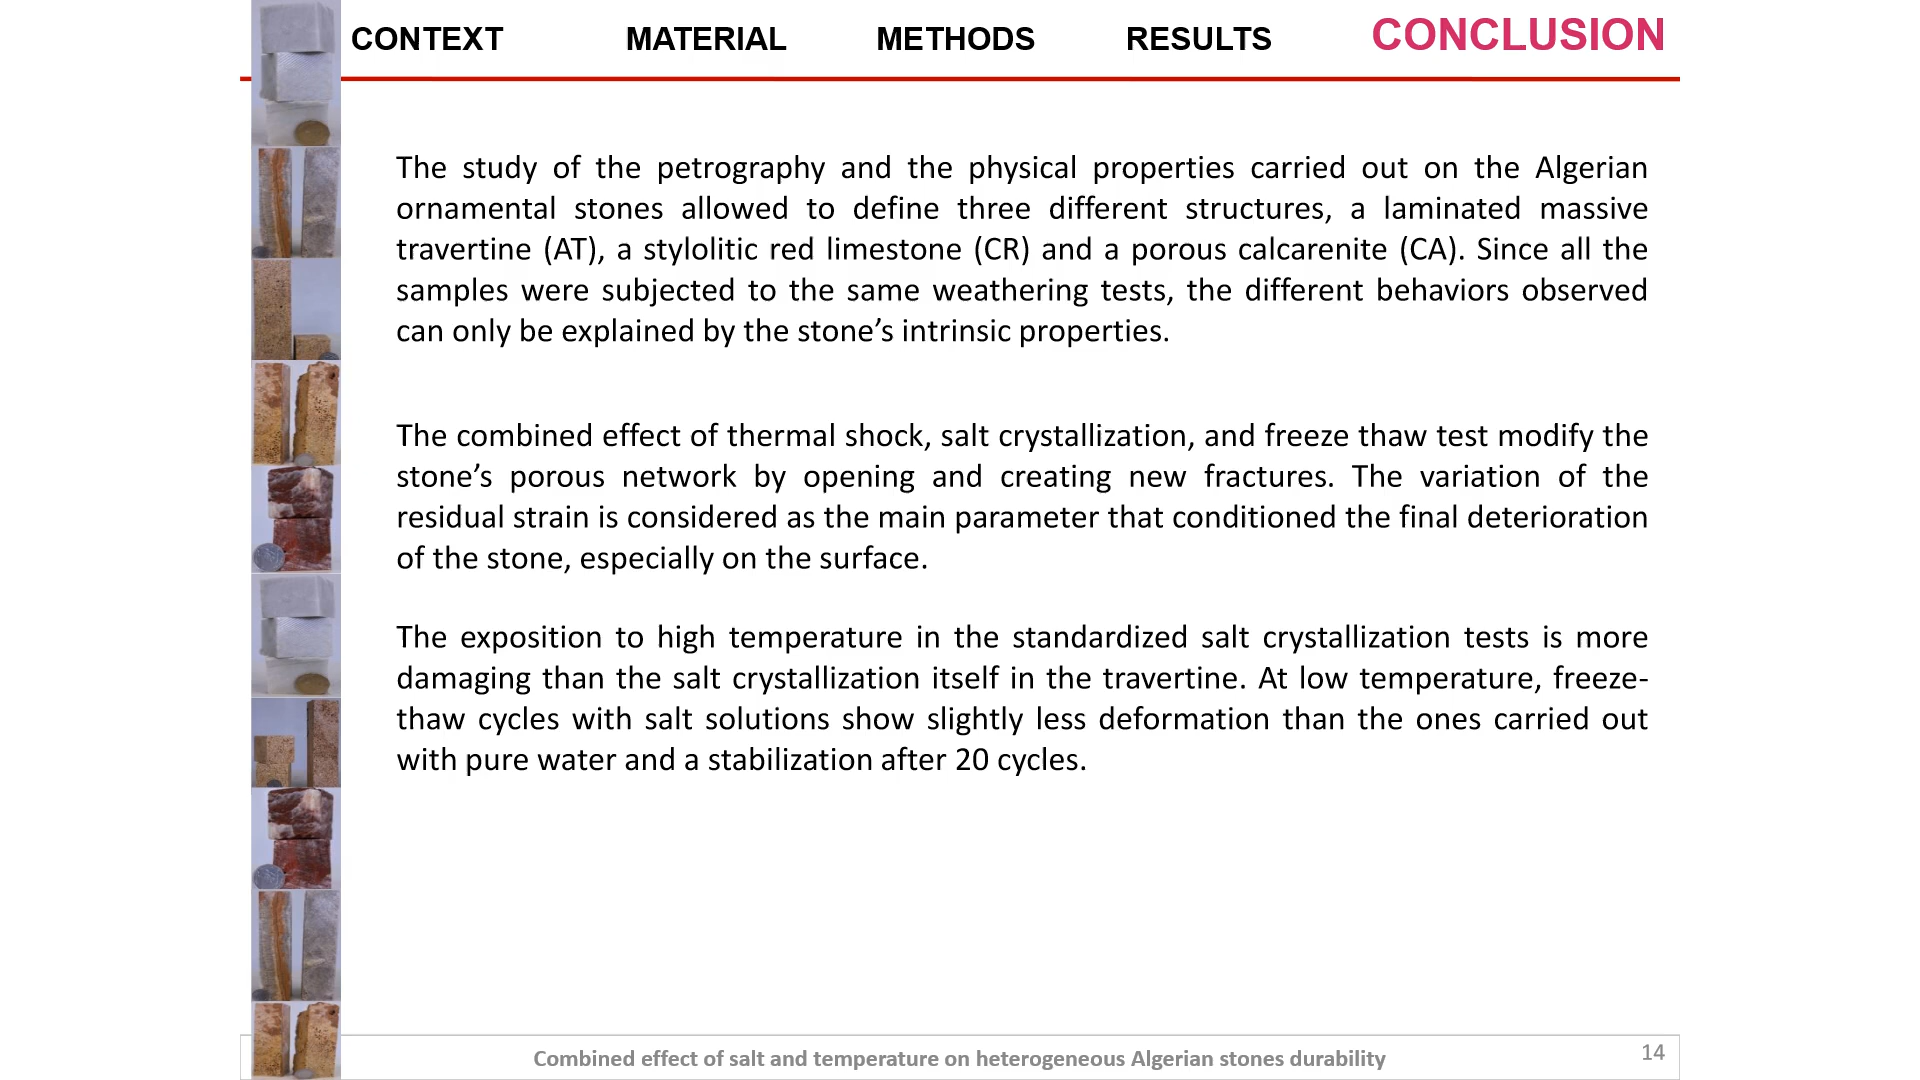 CONTEXT MATERIAL METHODS RESULTS CONCLUSION
The study of the petrography and the physical properties carried out on the Algerian
ornamental stones allowed to define three different structures, a laminated massive
travertine (AT), a stylolitic red limestone (CR) and a porous calcarenite (CA). Since all the
samples were subjected to the same weathering tests, the different behaviors observed
can only be explained by the stone’s intrinsic properties.
The combined effect of thermal shock, salt crystallization, and freeze thaw test modify the
stone’s porous network by opening and creating new fractures. The variation of the
residual strain is considered as the main parameter that conditioned the final deterioration
of the stone, especially on the surface.
The exposition to high temperature in the standardized salt crystallization tests is more
damaging than the salt crystallization itself in the travertine. At low temperature, freeze-
thaw cycles with salt solutions show slightly less deformation than the ones carried out
with pure water and a stabilization after 20 cycles.
Combined effect of salt and temperature on heterogeneous Algerian stones durability
14